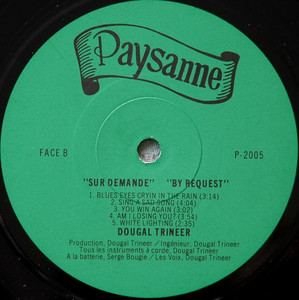 Paysanne
FACE B P-2005
"SUR DEMANDE" "BY REQUEST"
1. BLUES EYES CRYIN IN THE RAIN (3:14)
2. SING A SAD SONG (4:04)
3. YOU WIN AGAIN (3:02)
4. AM I LOSING YOU? (3:54)
5. WHITE LIGHTING (2:35)
DOUGAL TRINEER
Production, Dougal Trineer / Ingénieur, Dougal Trineer
Tous les instruments à corde, Dougal Trineer
A la batterie, Serge Bougie / Les Voix, Dougal Trineer